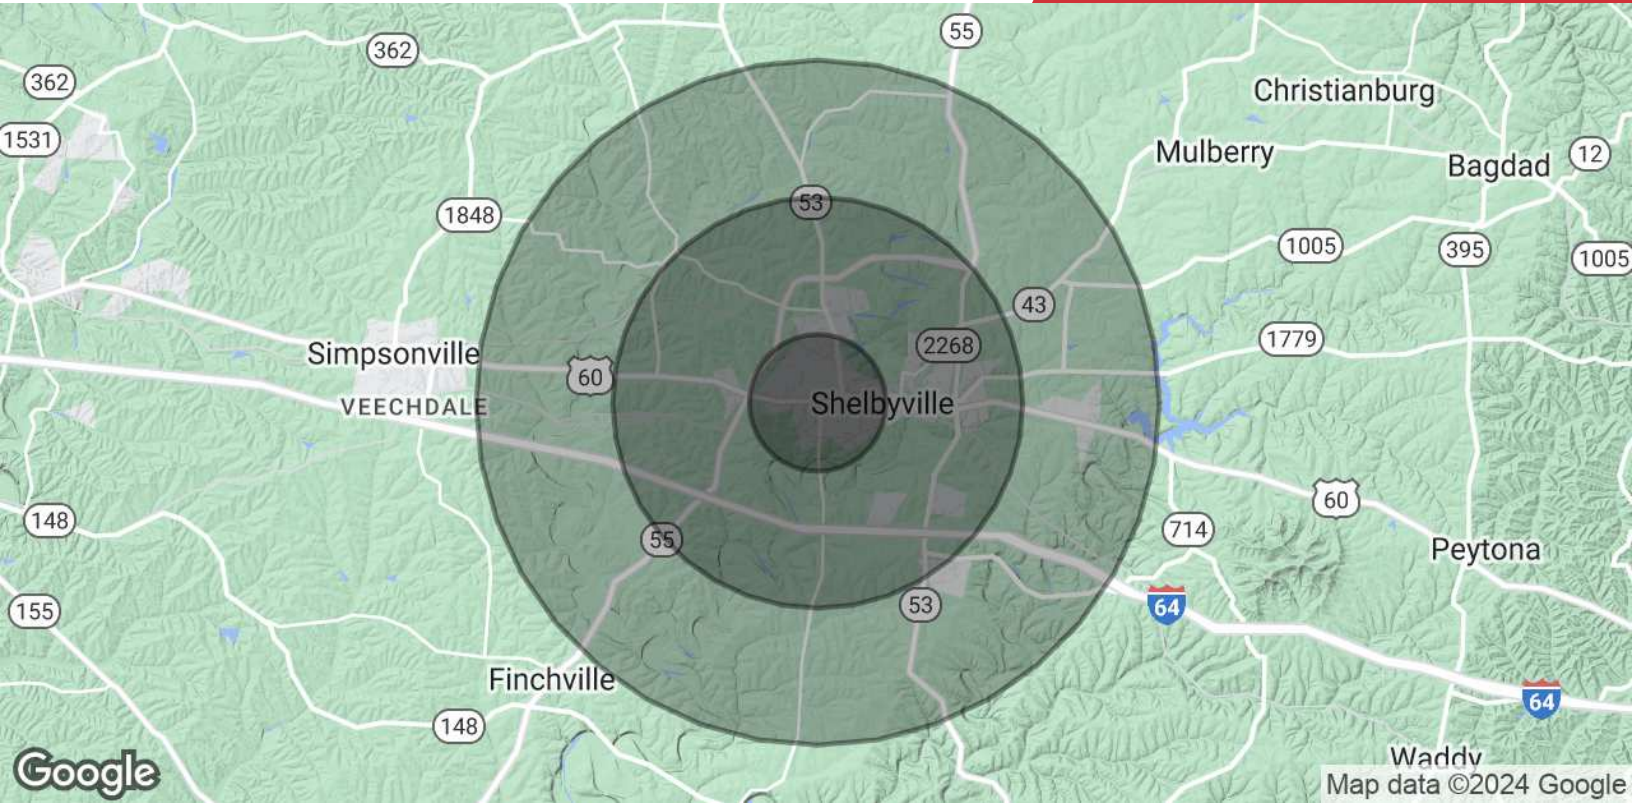 55
362
362
Christianburg
1531
Mulberry
12
Bagdad
53
1848
1005
395
1005
43
1779
2268
Simpsonville
60
Shelbyville
VEECHDALE
60
148
714
55
Peytona
64
53
155
Finchville
64
148
Waddy
Google
Map data ©2024 Google